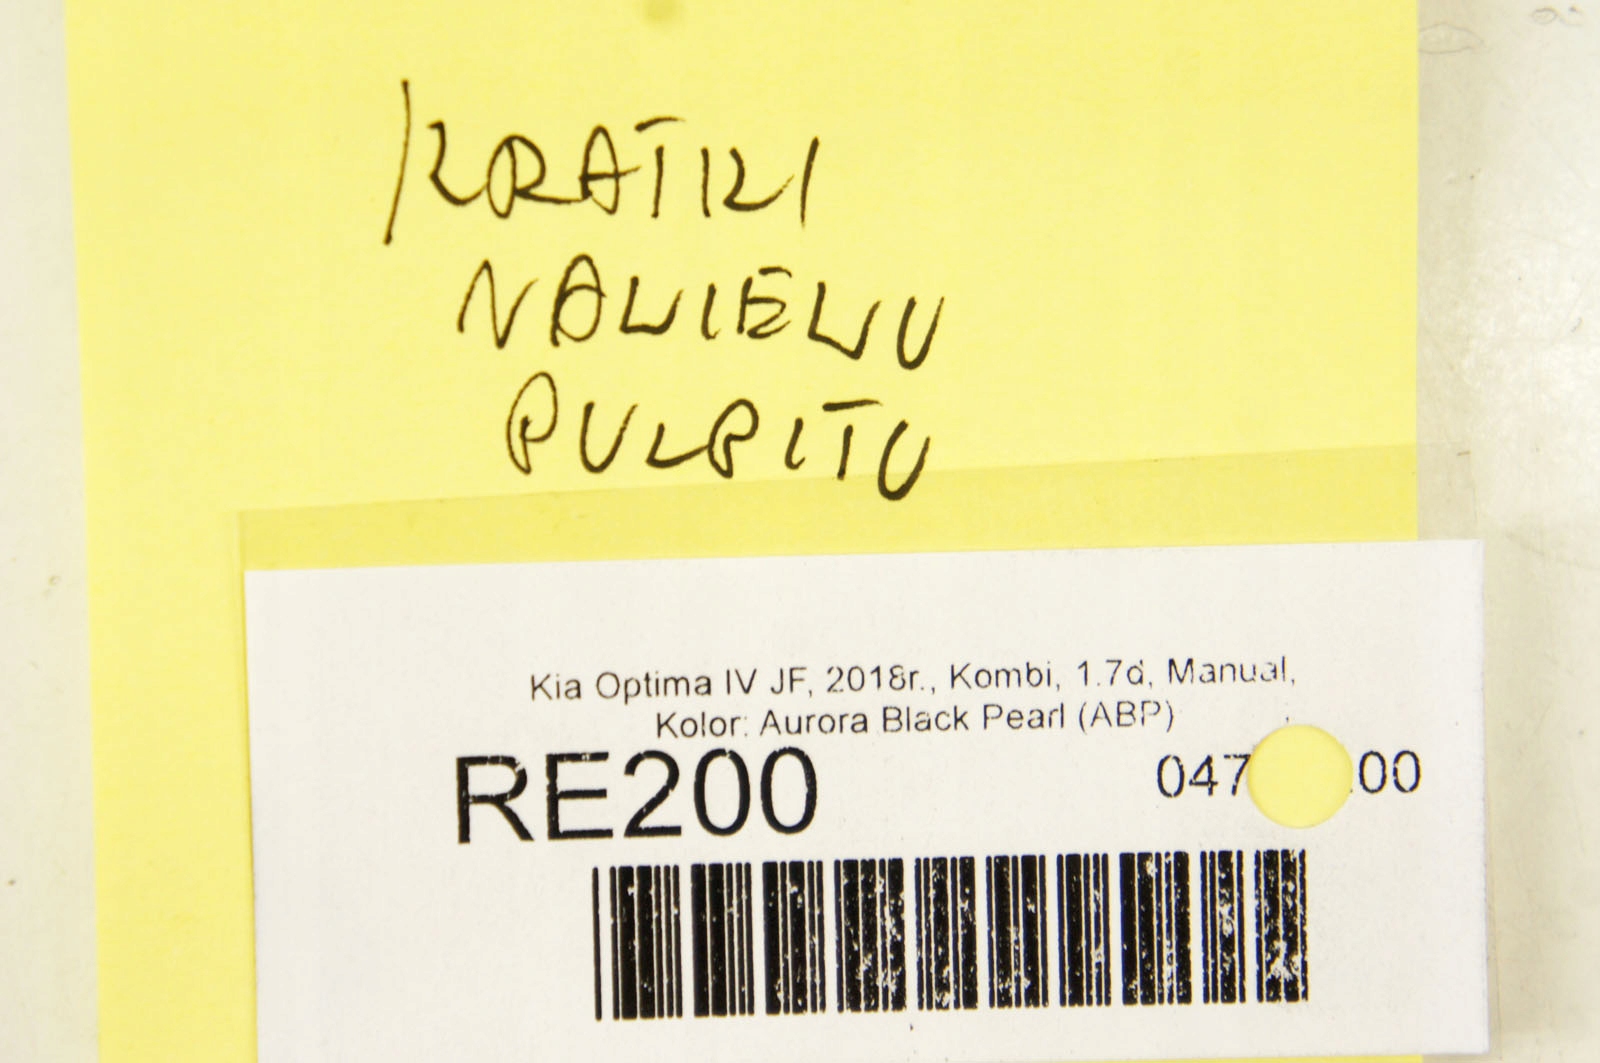 KRATKI
NAWIEWU
PULPITU
Kia Optima IV JF, 2018r., Kombi, 1.7d, Manual,
Kolor: Aurora Black Pearl (ABP)
RE200